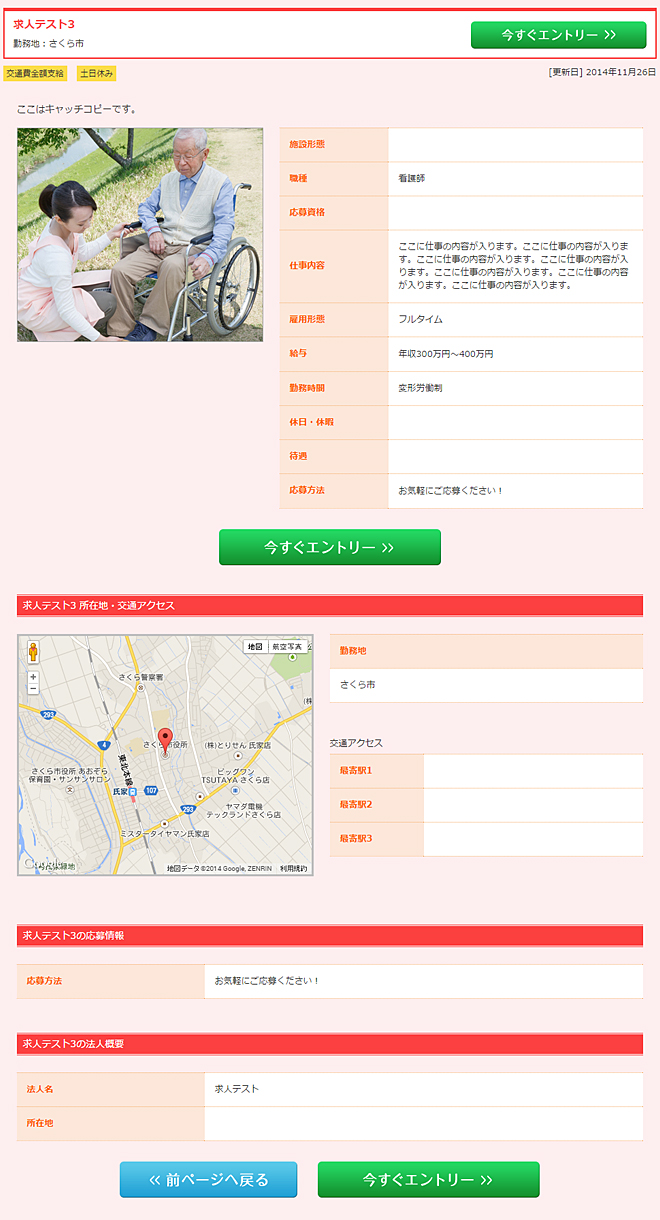 求人テスト3
勤務地：さくら市
今すぐエントリー >>
交通費全額支給 土日休み
[更新日] 2014年11月26日
ここはキャッチコピーです。
施設形態
職種 看護師
応募資格
仕事内容
ここに仕事の内容が入ります。ここに仕事の内容が入りま
す。ここに仕事の内容が入ります。ここに仕事の内容が入
ります。ここに仕事の内容が入ります。ここに仕事の内容
が入ります。ここに仕事の内容が入ります。
雇用形態 フルタイム
給与 年収300万円～400万円
勤務時間 変形労働制
休日・休暇
待遇
応募方法 お気軽にご応募ください！
今すぐエントリー >>
求人テスト3 所在地・交通アクセス
地図 航空写真
さくら警察署
293
4
さくら市役所
(株)とりせん 氏家店
(株
東北本線
さくら市役所 あおぞら
保育園・サンサンサロン
ビッグワン
TSUTAYA さくら店
氏家
107
293
ヤマダ電機
テックランドさくら店
ミスタータイヤマン氏家店
地図データ ©2014 Google, ZENRIN 利用規約
勤務地
さくら市
交通アクセス
最寄駅1
最寄駅2
最寄駅3
求人テスト3の応募情報
応募方法 お気軽にご応募ください！
求人テスト3の法人概要
法人名 求人テスト
所在地
<< 前ページへ戻る
今すぐエントリー >>